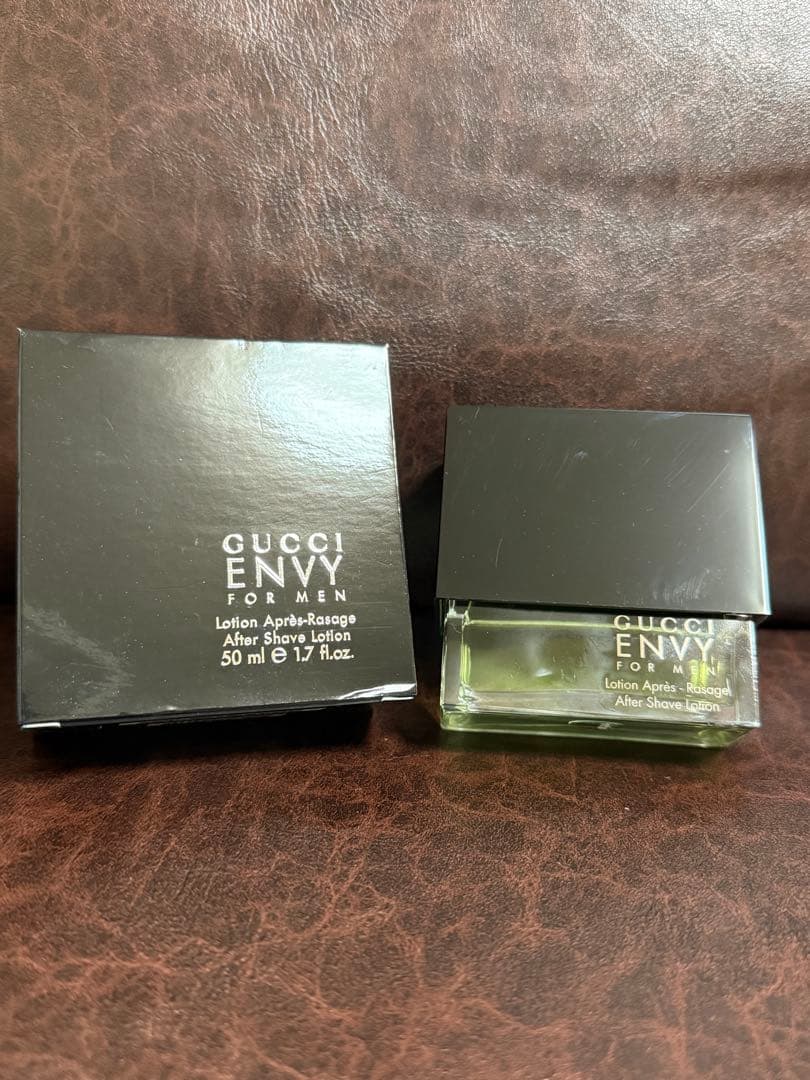 GUCCI
ENVY
FOR MEN
Lotion Après-Rasage
After Shave Lotion
50 ml e 1.7 fl.oz.
GUCCI
ENVY
FOR MEN
Lotion Après - Rasage
After Shave Lotion